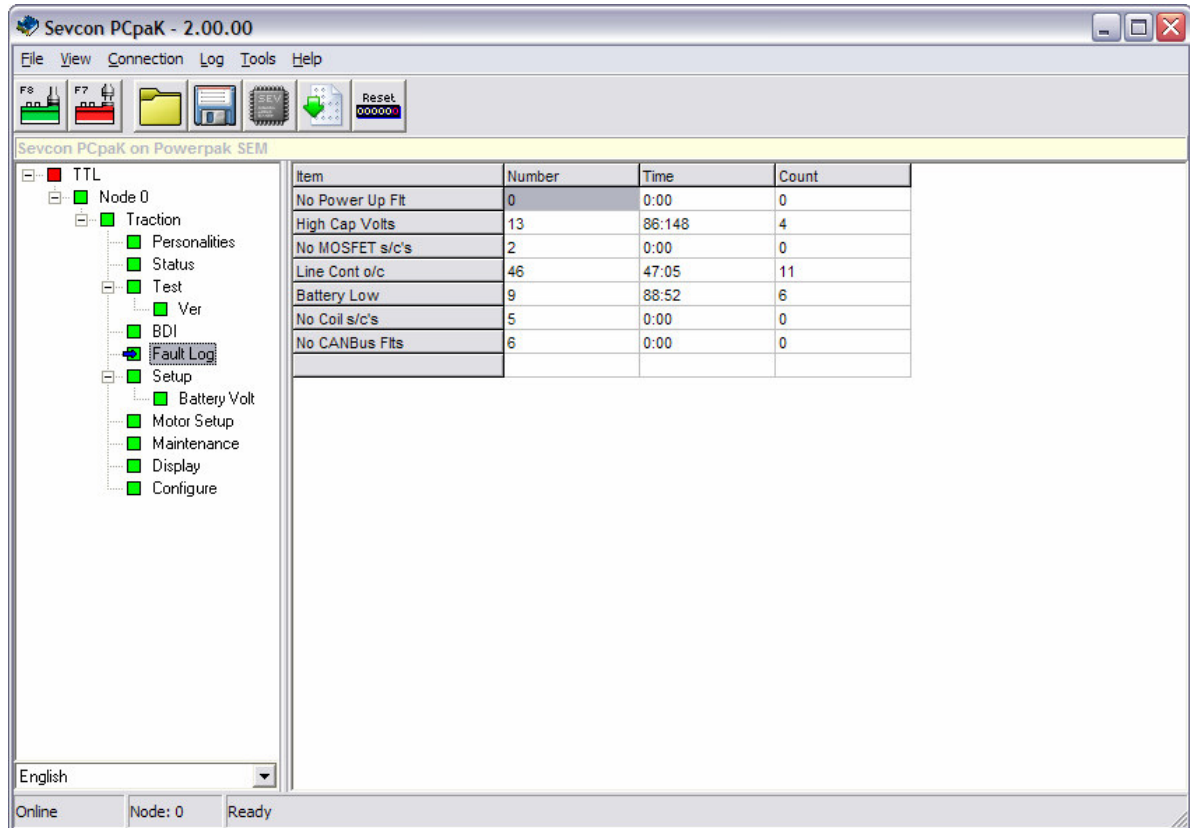 Sevcon PCpaK - 2.00.00
File View Connection Log Tools Help
F8 F7 SEV Reset
000000
Sevcon PCpaK on Powerpak SEM
TTL
Node 0
Traction
Personalities
Status
Test
Ver
BDI
Fault Log
Setup
Battery Volt
Motor Setup
Maintenance
Display
Configure
Item Number Time Count
No Power Up Flt 0 0:00 0
High Cap Volts 13 86:148 4
No MOSFET s/c's 2 0:00 0
Line Cont o/c 46 47:05 11
Battery Low 9 88:52 6
No Coil s/c's 5 0:00 0
No CANBus Flts 6 0:00 0
English
Online Node: 0 Ready